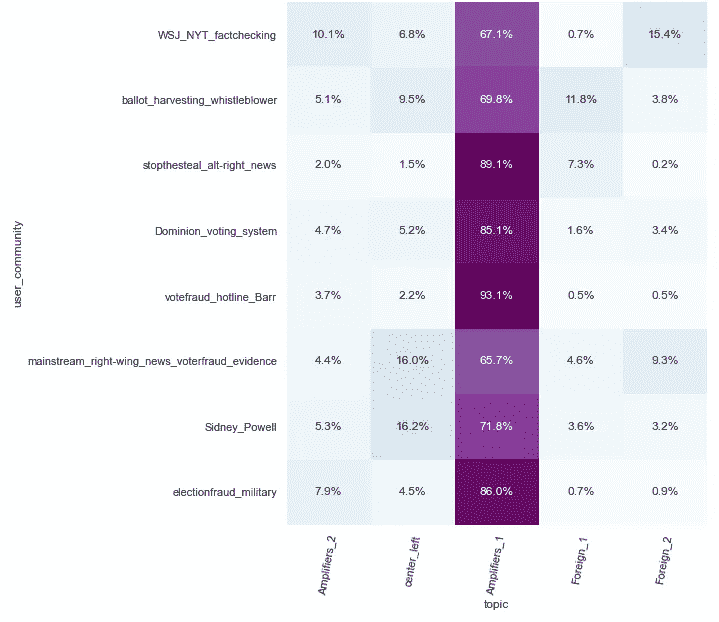 WSJ_NYT_factchecking 10.1% 6.8% 67.1% 0.7% 15.4%
ballot_harvesting_whistleblower 5.1% 9.5% 69.8% 11.8% 3.8%
stopthesteal_alt-right_news 2.0% 1.5% 89.1% 7.3% 0.2%
Dominion_voting_system 4.7% 5.2% 85.1% 1.6% 3.4%
user_community
votefraud_hotline_Barr 3.7% 2.2% 93.1% 0.5% 0.5%
mainstream_right-wing_news_voterfraud_evidence 4.4% 16.0% 65.7% 4.6% 9.3%
Sidney_Powell 5.3% 16.2% 71.8% 3.6% 3.2%
electionfraud_military 7.9% 4.5% 86.0% 0.7% 0.9%
Amplifiers_2 center_left Amplifiers_1 Foreign_1 Foreign_2
topic